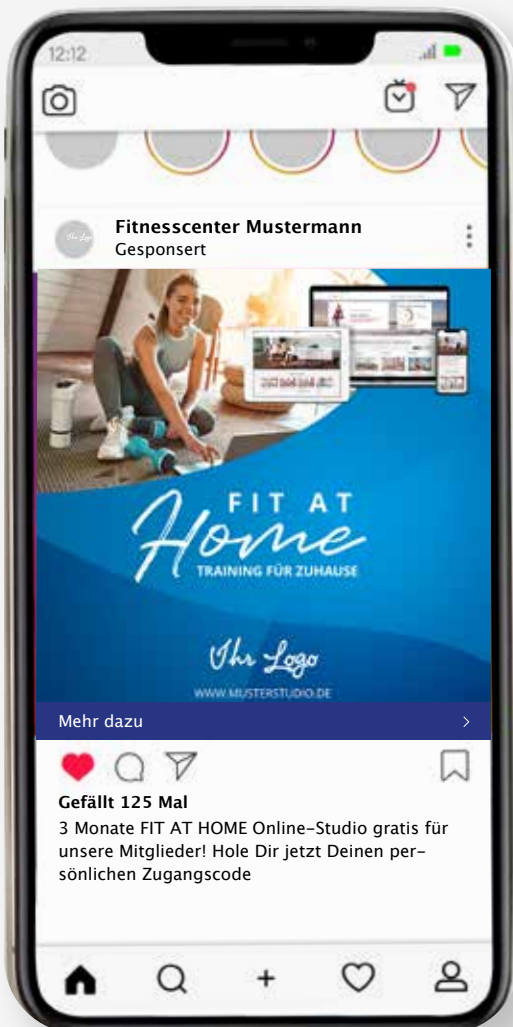 12:12
Fitnesscenter Mustermann
Gesponsert
FIT AT
Home
TRAINING FÜR ZUHAUSE
Ihr Logo
WWW.MUSTERSTUDIO.DE
Mehr dazu
Gefällt 125 Mal
3 Monate FIT AT HOME Online-Studio gratis für
unsere Mitglieder! Hole Dir jetzt Deinen per-
sönlichen Zugangscode